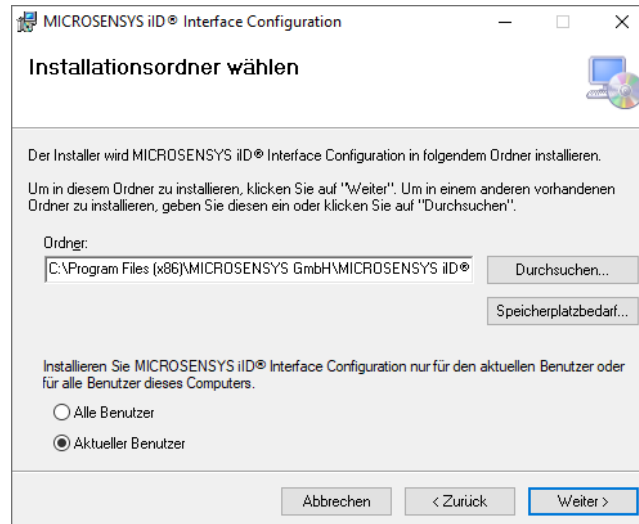 MICROSENSYS iID® Interface Configuration
Installationsordner wählen
Der Installer wird MICROSENSYS iID® Interface Configuration in folgendem Ordner installieren.
Um in diesem Ordner zu installieren, klicken Sie auf "Weiter". Um in einem anderen vorhandenen
Ordner zu installieren, geben Sie diesen ein oder klicken Sie auf "Durchsuchen".
Ordner:
C:\Program Files (x86)\MICROSENSYS GmbH\MICROSENSYS iID®
Durchsuchen...
Speicherplatzbedarf...
Installieren Sie MICROSENSYS iID® Interface Configuration nur für den aktuellen Benutzer oder
für alle Benutzer dieses Computers.
Alle Benutzer
Aktueller Benutzer
Abbrechen
< Zurück
Weiter >